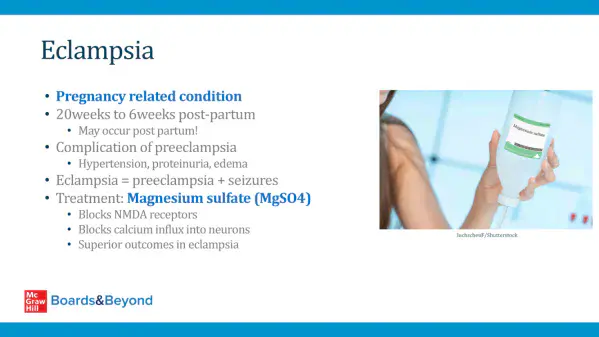 Eclampsia
• Pregnancy related condition
• 20weeks to 6weeks post-partum
• May occur post partum!
• Complication of preeclampsia
• Hypertension, proteinuria, edema
• Eclampsia = preeclampsia + seizures
• Treatment: Magnesium sulfate (MgSO4)
• Blocks NMDA receptors
• Blocks calcium influx into neurons
• Superior outcomes in eclampsia
Magnesium sulfate
Mc
Graw
Hill
Boards&Beyond